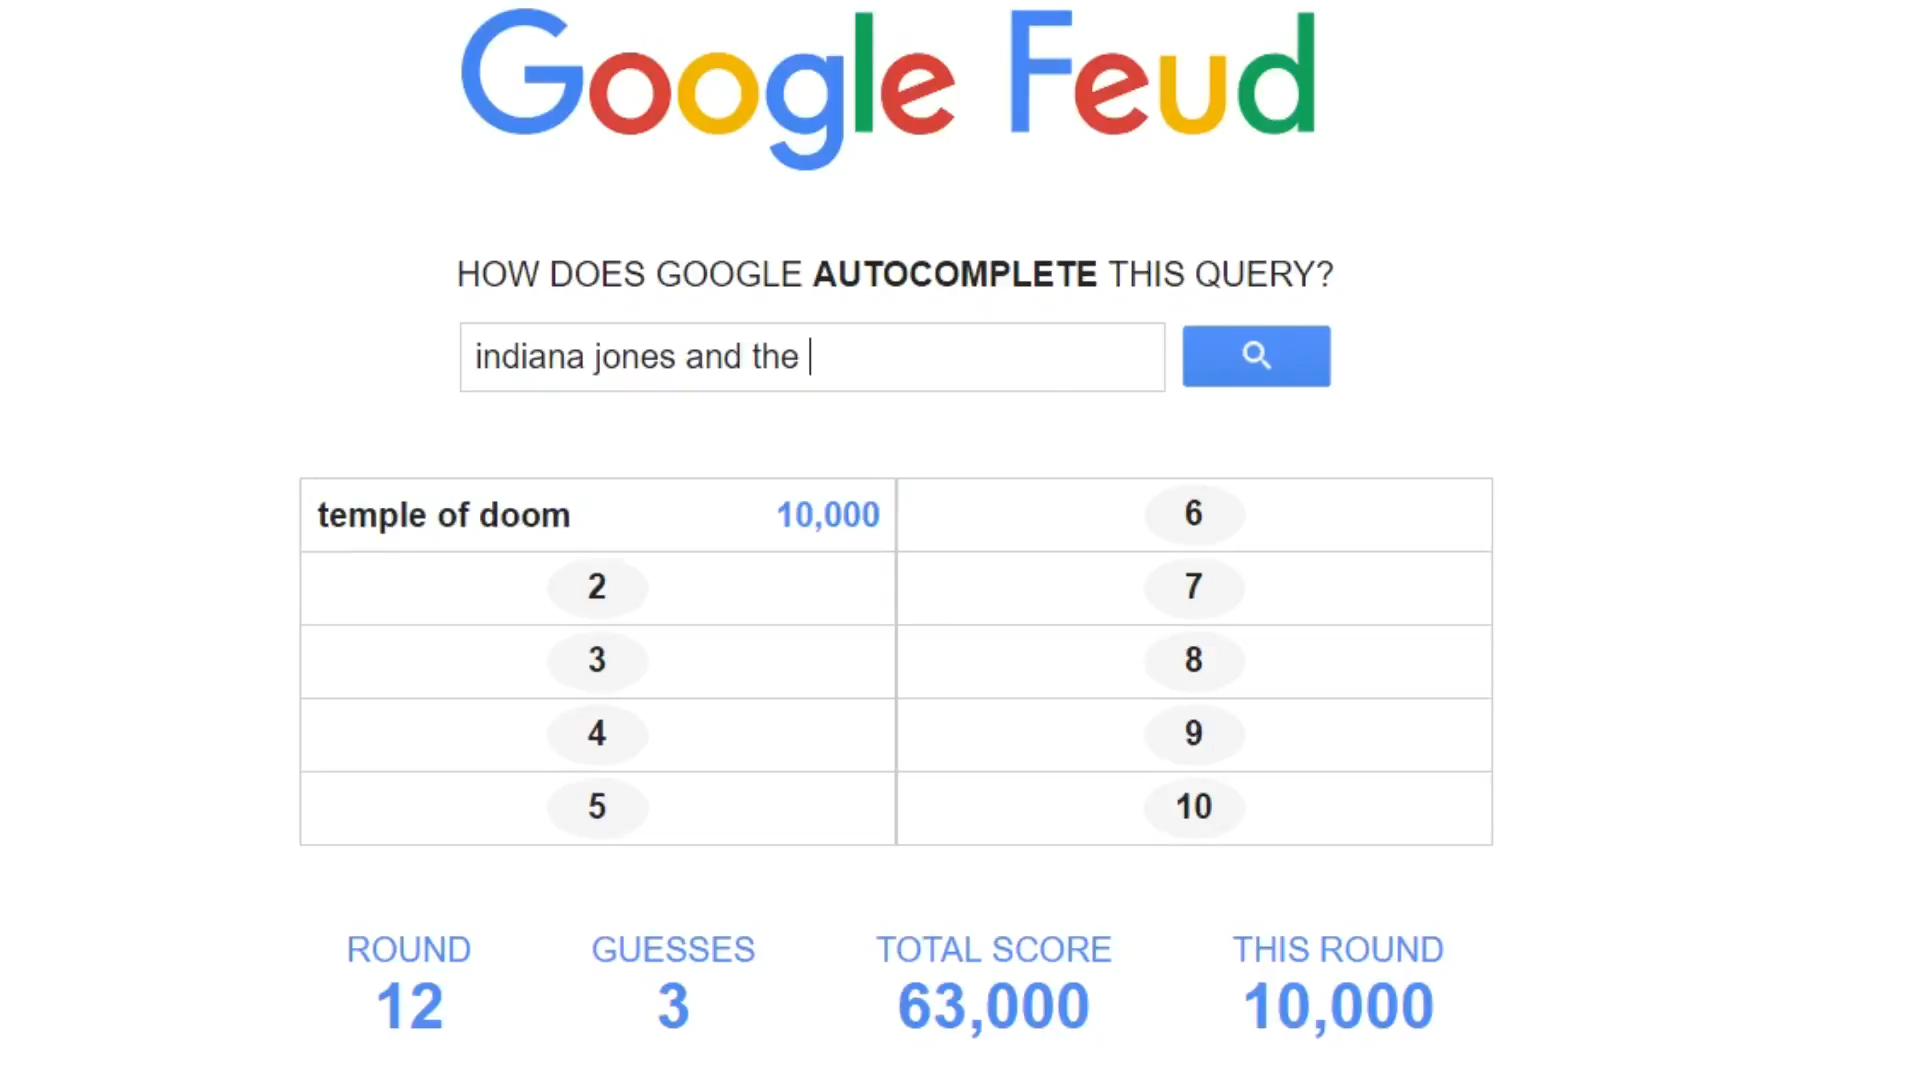 Google Feud
HOW DOES GOOGLE AUTOCOMPLETE THIS QUERY?
indiana jones and the
temple of doom 10,000 6
2 7
3 8
4 9
5 10
ROUND GUESSES TOTAL SCORE THIS ROUND
12 3 63,000 10,000